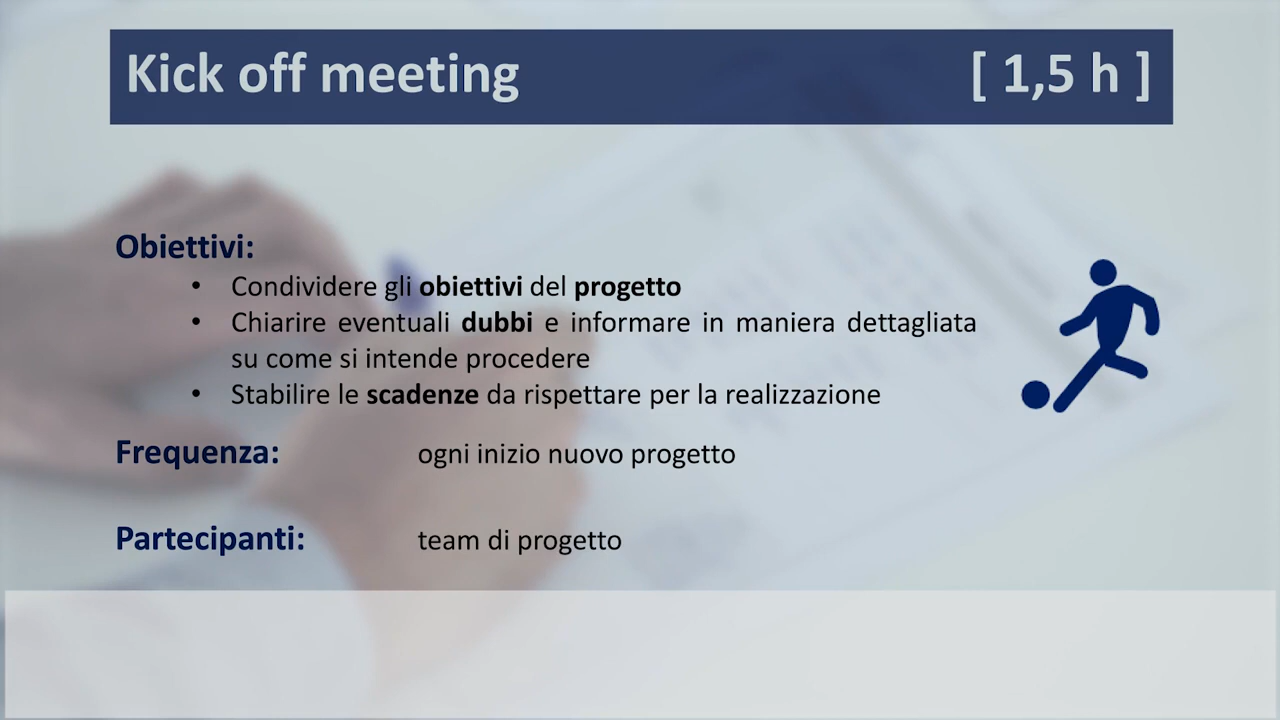 Kick off meeting [ 1,5 h ]
Obiettivi:
• Condividere gli obiettivi del progetto
• Chiarire eventuali dubbi e informare in maniera dettagliata
su come si intende procedere
• Stabilire le scadenze da rispettare per la realizzazione
Frequenza: ogni inizio nuovo progetto
Partecipanti: team di progetto